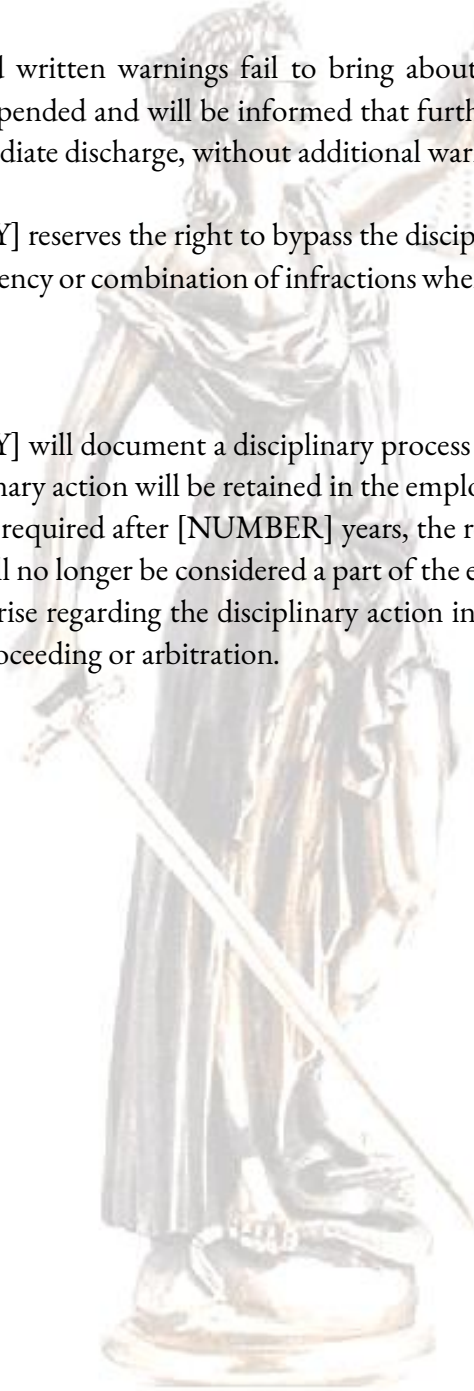 written warnings fail to bring about
pended and will be informed that furth
diate discharge, without additional war
Y] reserves the right to bypass the discip
ency or combination of infractions whe
Y] will document a disciplinary process
nary action will be retained in the emplo
required after [NUMBER] years, the r
l no longer be considered a part of the e
rise regarding the disciplinary action in
oceeding or arbitration.